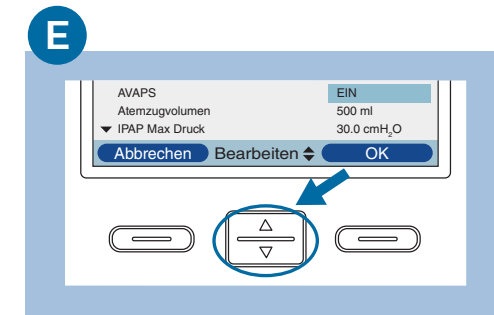 E
AVAPS EIN
Atemzugvolumen 500 ml
IPAP Max Druck 30.0 cmH₂O
Abbrechen Bearbeiten OK